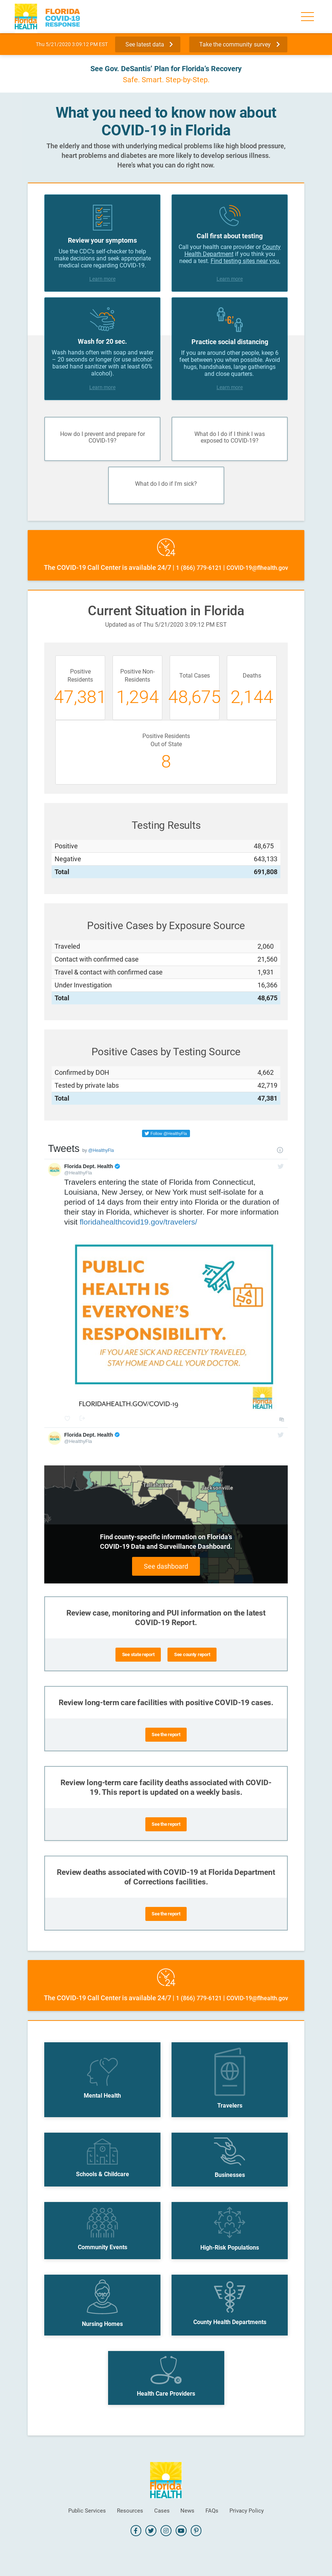 Florida
HEALTH
FLORIDA
COVID-19
RESPONSE
Thu 5/21/2020 3:09:12 PM EST
See latest data
Take the community survey
See Gov. DeSantis' Plan for Florida's Recovery
Safe. Smart. Step-by-Step.
What you need to know now about
COVID-19 in Florida
The elderly and those with underlying medical problems like high blood pressure,
heart problems and diabetes are more likely to develop serious illness.
Here's what you can do right now.
Review your symptoms
Use the CDC's self-checker to help
make decisions and seek appropriate
medical care regarding COVID-19.
Learn more
Call first about testing
Call your health care provider or County
Health Department if you think you
need a test. Find testing sites near you.
Learn more
Wash for 20 sec.
Wash hands often with soap and water
– 20 seconds or longer (or use alcohol-
based hand sanitizer with at least 60%
alcohol).
Learn more
6'
Practice social distancing
If you are around other people, keep 6
feet between you when possible. Avoid
hugs, handshakes, large gatherings
and close quarters.
Learn more
How do I prevent and prepare for
COVID-19?
What do I do if I think I was
exposed to COVID-19?
What do I do if I'm sick?
24
The COVID-19 Call Center is available 24/7 | 1 (866) 779-6121 | COVID-19@flhealth.gov
Current Situation in Florida
Updated as of Thu 5/21/2020 3:09:12 PM EST
Positive
Residents
47,381
Positive Non-
Residents
1,294
Total Cases
48,675
Deaths
2,144
Positive Residents
Out of State
8
Testing Results
Positive 48,675
Negative 643,133
Total 691,808
Positive Cases by Exposure Source
Traveled 2,060
Contact with confirmed case 21,560
Travel & contact with confirmed case 1,931
Under Investigation 16,366
Total 48,675
Positive Cases by Testing Source
Confirmed by DOH 4,662
Tested by private labs 42,719
Total 47,381
Follow @HealthyFla
Tweets by @HealthyFla
Florida Dept. Health
@HealthyFla
Travelers entering the state of Florida from Connecticut,
Louisiana, New Jersey, or New York must self-isolate for a
period of 14 days from their entry into Florida or the duration of
their stay in Florida, whichever is shorter. For more information
visit floridahealthcovid19.gov/travelers/
PUBLIC
HEALTH IS
EVERYONE'S
RESPONSIBILITY.
IF YOU ARE SICK AND RECENTLY TRAVELED,
STAY HOME AND CALL YOUR DOCTOR.
FLORIDAHEALTH.GOV/COVID-19
Florida
HEALTH
Florida Dept. Health
@HealthyFla
Tallahassee
Jacksonville
Find county-specific information on Florida's
COVID-19 Data and Surveillance Dashboard.
See dashboard
Review case, monitoring and PUI information on the latest
COVID-19 Report.
See state report
See county report
Review long-term care facilities with positive COVID-19 cases.
See the report
Review long-term care facility deaths associated with COVID-
19. This report is updated on a weekly basis.
See the report
Review deaths associated with COVID-19 at Florida Department
of Corrections facilities.
See the report
24
The COVID-19 Call Center is available 24/7 | 1 (866) 779-6121 | COVID-19@flhealth.gov
Mental Health
Travelers
Schools & Childcare
Businesses
Community Events
High-Risk Populations
Nursing Homes
County Health Departments
Health Care Providers
Florida
HEALTH
Public Services Resources Cases News FAQs Privacy Policy